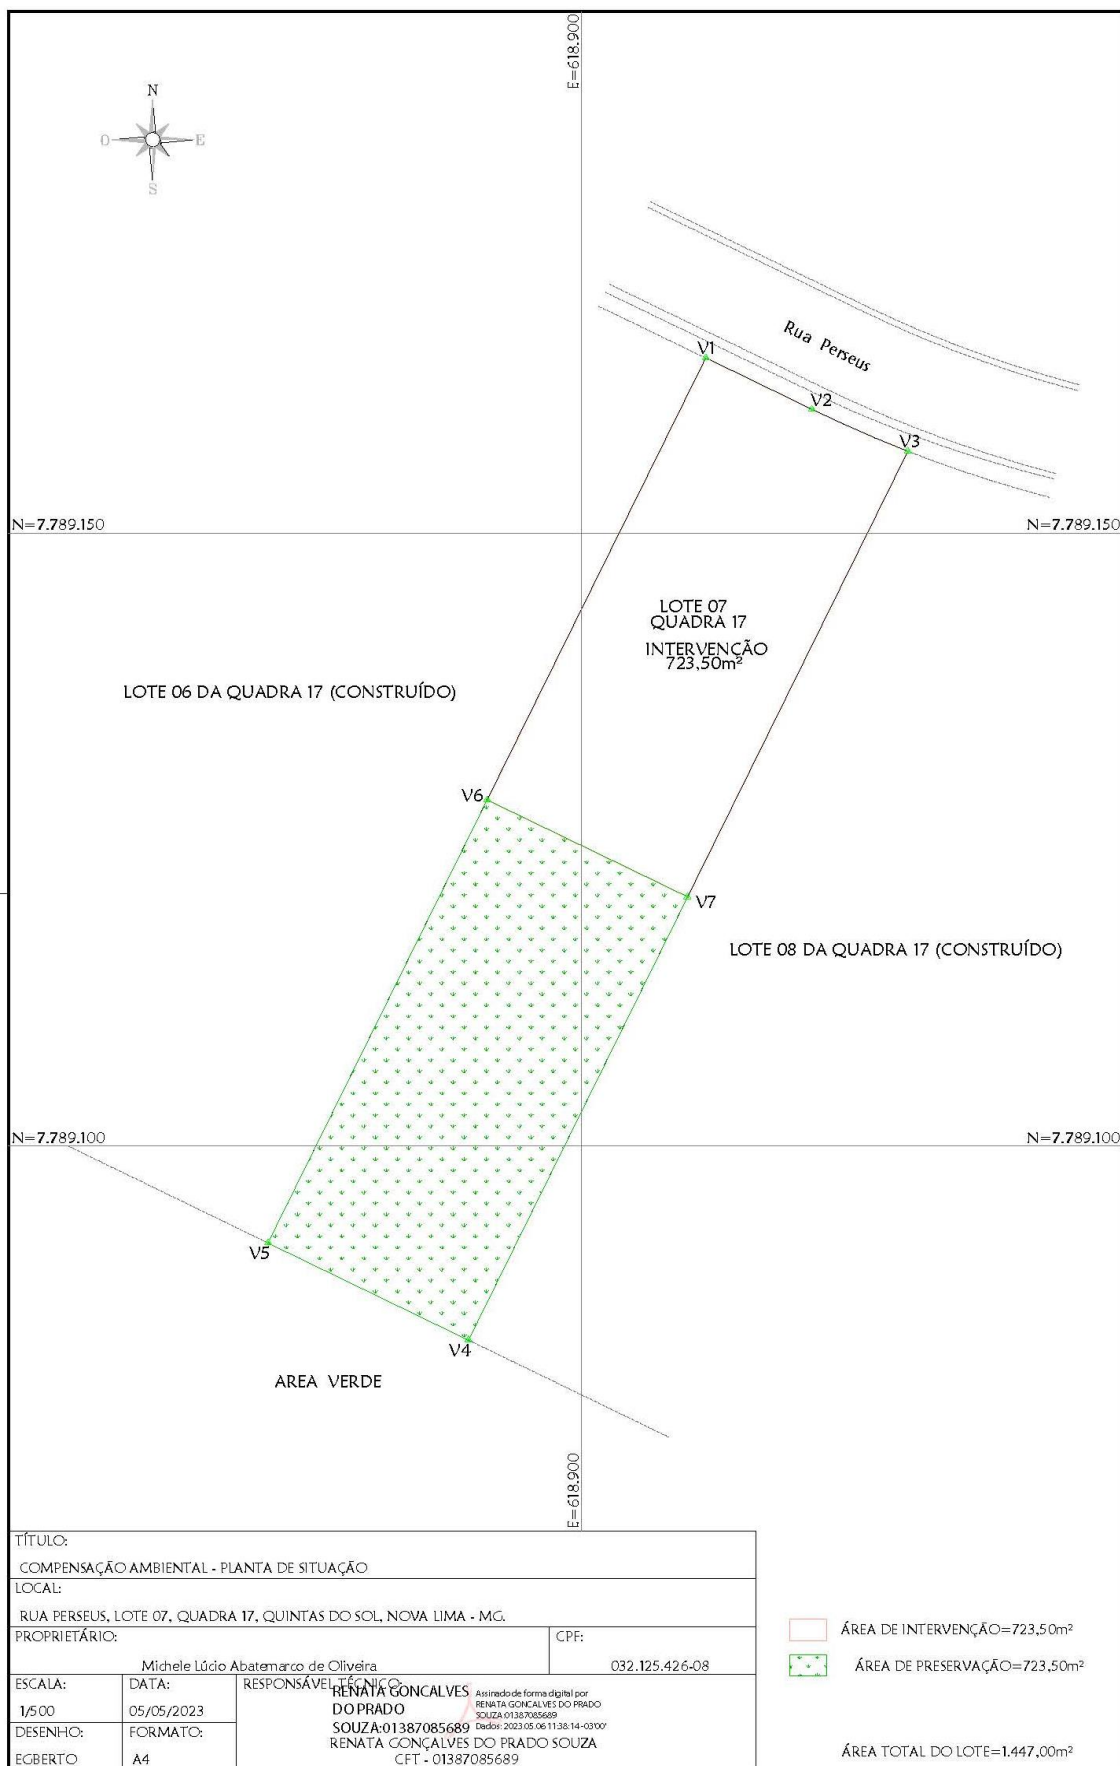 E=618.900
N
O
E
S
Rua Perseus
V1
V2
V3
N=7.789.150
N=7.789.150
LOTE 07
QUADRA 17
INTERVENÇÃO
723,50m²
LOTE 06 DA QUADRA 17 (CONSTRUÍDO)
V6
V7
LOTE 08 DA QUADRA 17 (CONSTRUÍDO)
N=7.789.100
N=7.789.100
V5
V4
AREA VERDE
E=618.900
TÍTULO:
COMPENSAÇÃO AMBIENTAL - PLANTA DE SITUAÇÃO
LOCAL:
RUA PERSEUS, LOTE 07, QUADRA 17, QUINTAS DO SOL, NOVA LIMA - MG.
PROPRIETÁRIO:
Michele Lúcio Abatemarco de Oliveira
CPF:
032.125.426-08
ESCALA:
1/500
DATA:
05/05/2023
RESPONSÁVEL TÉCNICO:
RENATA GONCALVES
DO PRADO
SOUZA:01387085689
Assinado de forma digital por
RENATA GONCALVES DO PRADO
SOUZA:01387085689
Dados: 2023.05.06 11:38:14 -03'00'
DESENHO:
EGBERTO
FORMATO:
A4
RENATA GONÇALVES DO PRADO SOUZA
CFT - 01387085689
ÁREA DE INTERVENÇÃO=723,50m²
ÁREA DE PRESERVAÇÃO=723,50m²
ÁREA TOTAL DO LOTE=1.447,00m²